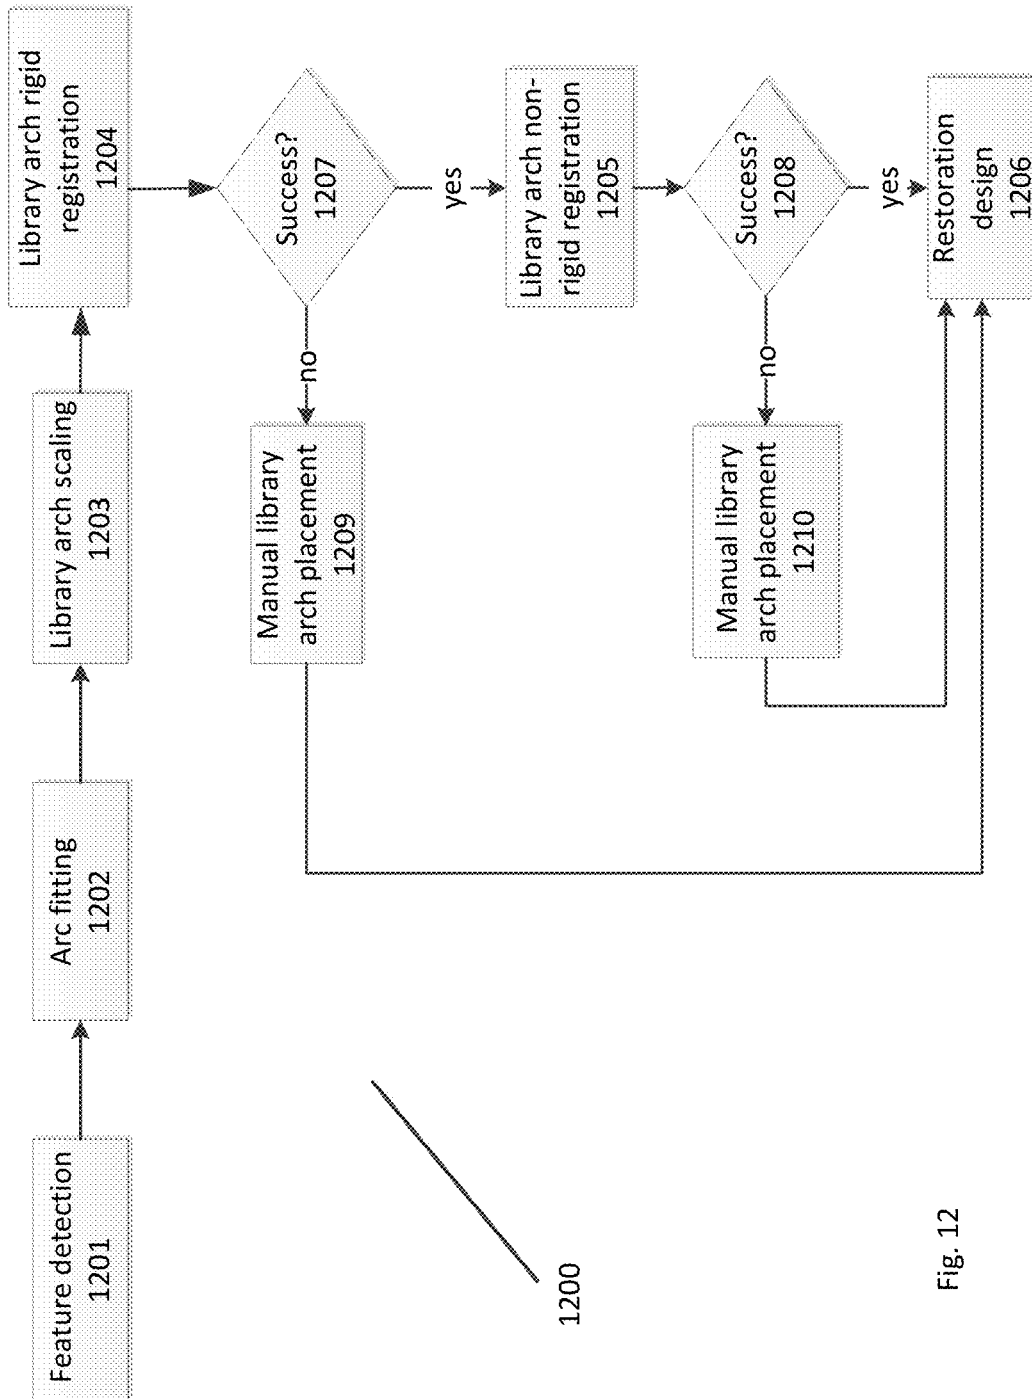 Feature detection
1201
Arc fitting
1202
Library arch scaling
1203
Library arch rigid
registration
1204
Success?
1207
no
yes
Manual library
arch placement
1209
Library arch non-
rigid registration
1205
Success?
1208
no
yes
Manual library
arch placement
1210
Restoration
design
1206
1200
Fig. 12